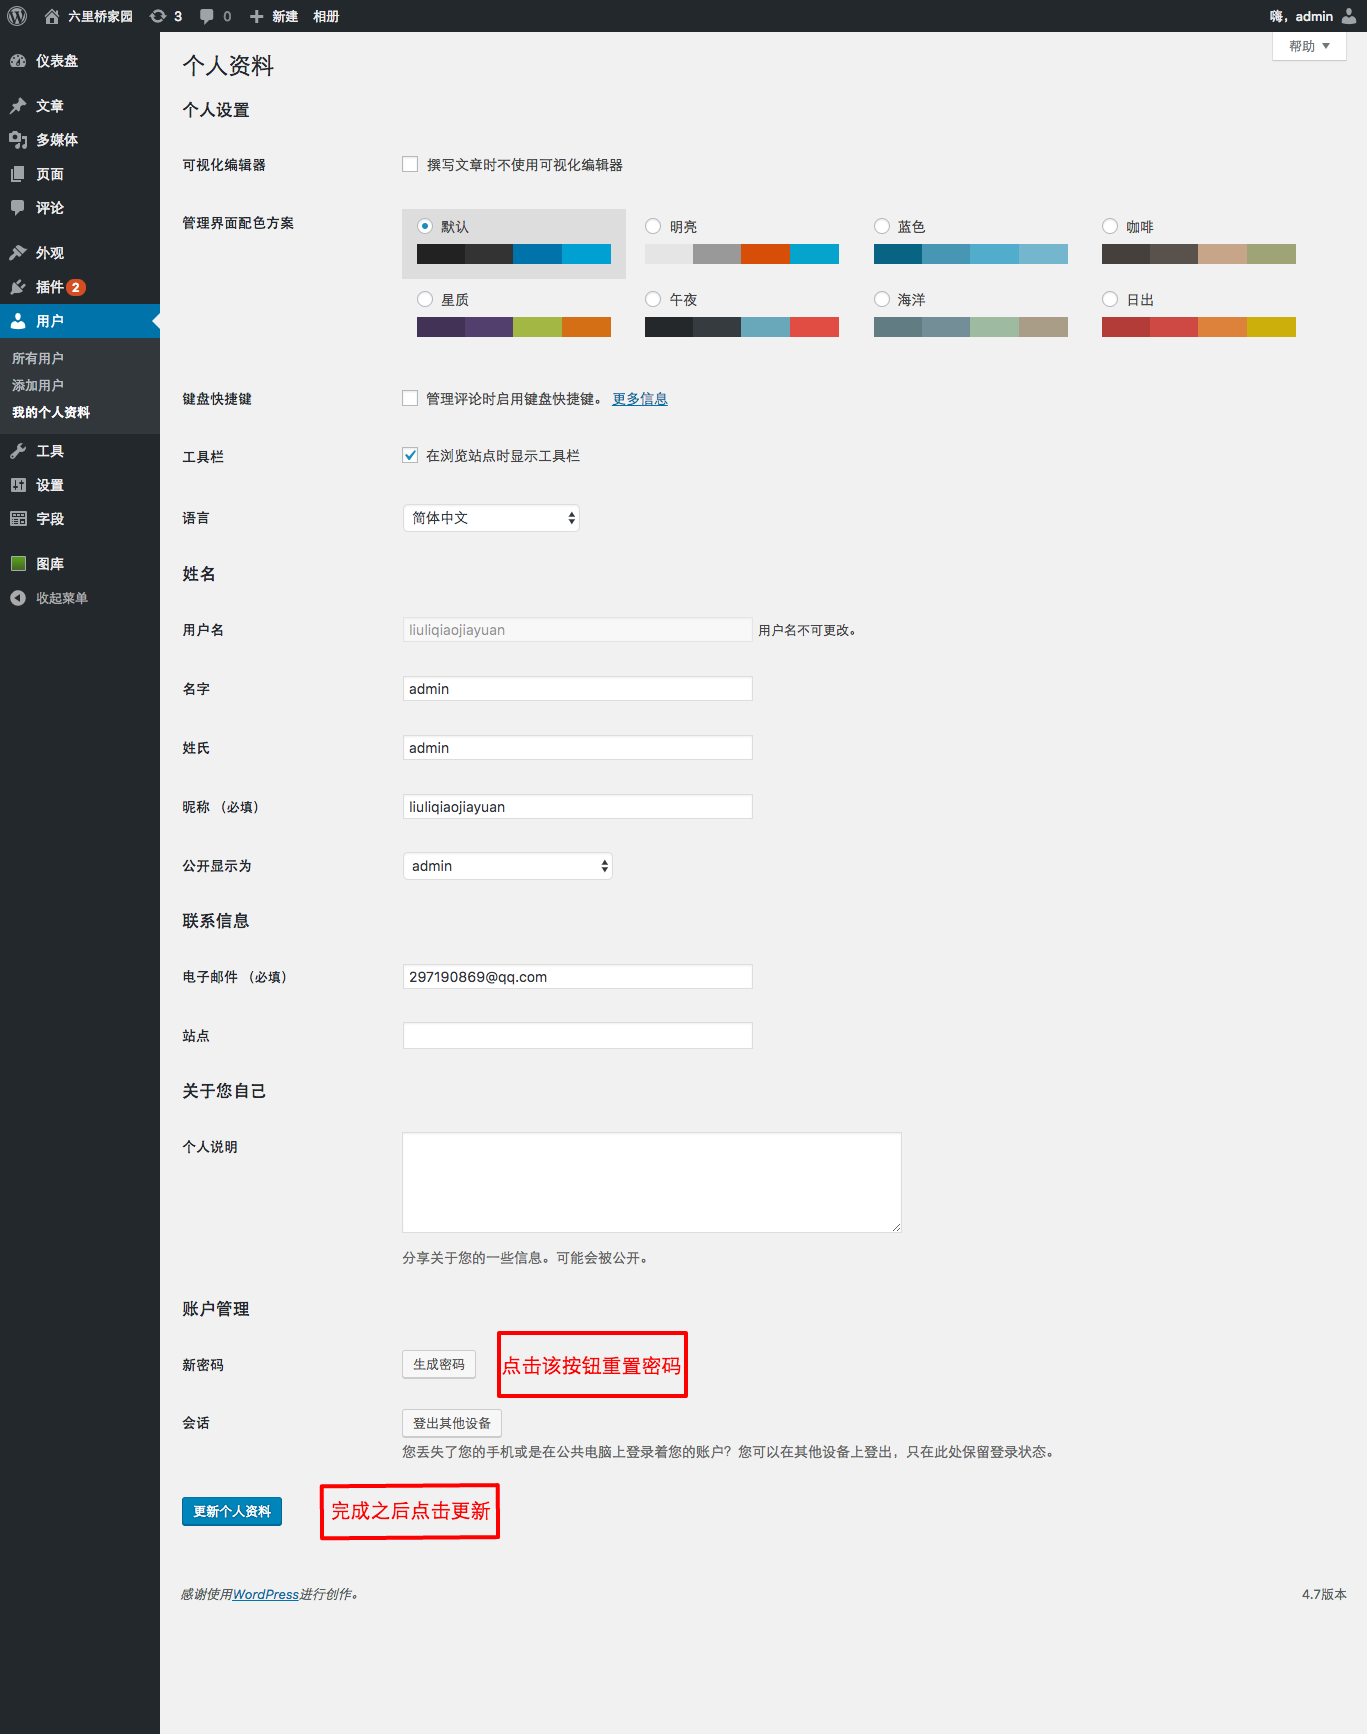 六里桥家园 3 0 新建 相册 嗨，admin
帮助
仪表盘
文章
多媒体
页面
评论
外观
插件 2
用户
所有用户
添加用户
我的个人资料
工具
设置
字段
图库
收起菜单
个人资料
个人设置
可视化编辑器 撰写文章时不使用可视化编辑器
管理界面配色方案 默认 明亮 蓝色 咖啡
星质 午夜 海洋 日出
键盘快捷键 管理评论时启用键盘快捷键。 更多信息
工具栏 在浏览站点时显示工具栏
语言 简体中文
姓名
用户名 liuliqiaojiayuan 用户名不可更改。
名字 admin
姓氏 admin
昵称（必填） liuliqiaojiayuan
公开显示为 admin
联系信息
电子邮件（必填） 297190869@qq.com
站点
关于您自己
个人说明
分享关于您的一些信息。可能会被公开。
账户管理
新密码 生成密码 点击该按钮重置密码
会话 登出其他设备
您丢失了您的手机或是在公共电脑上登录着您的账户？您可以在其他设备上登出，只在此处保留登录状态。
更新个人资料 完成之后点击更新
感谢使用WordPress进行创作。 4.7版本